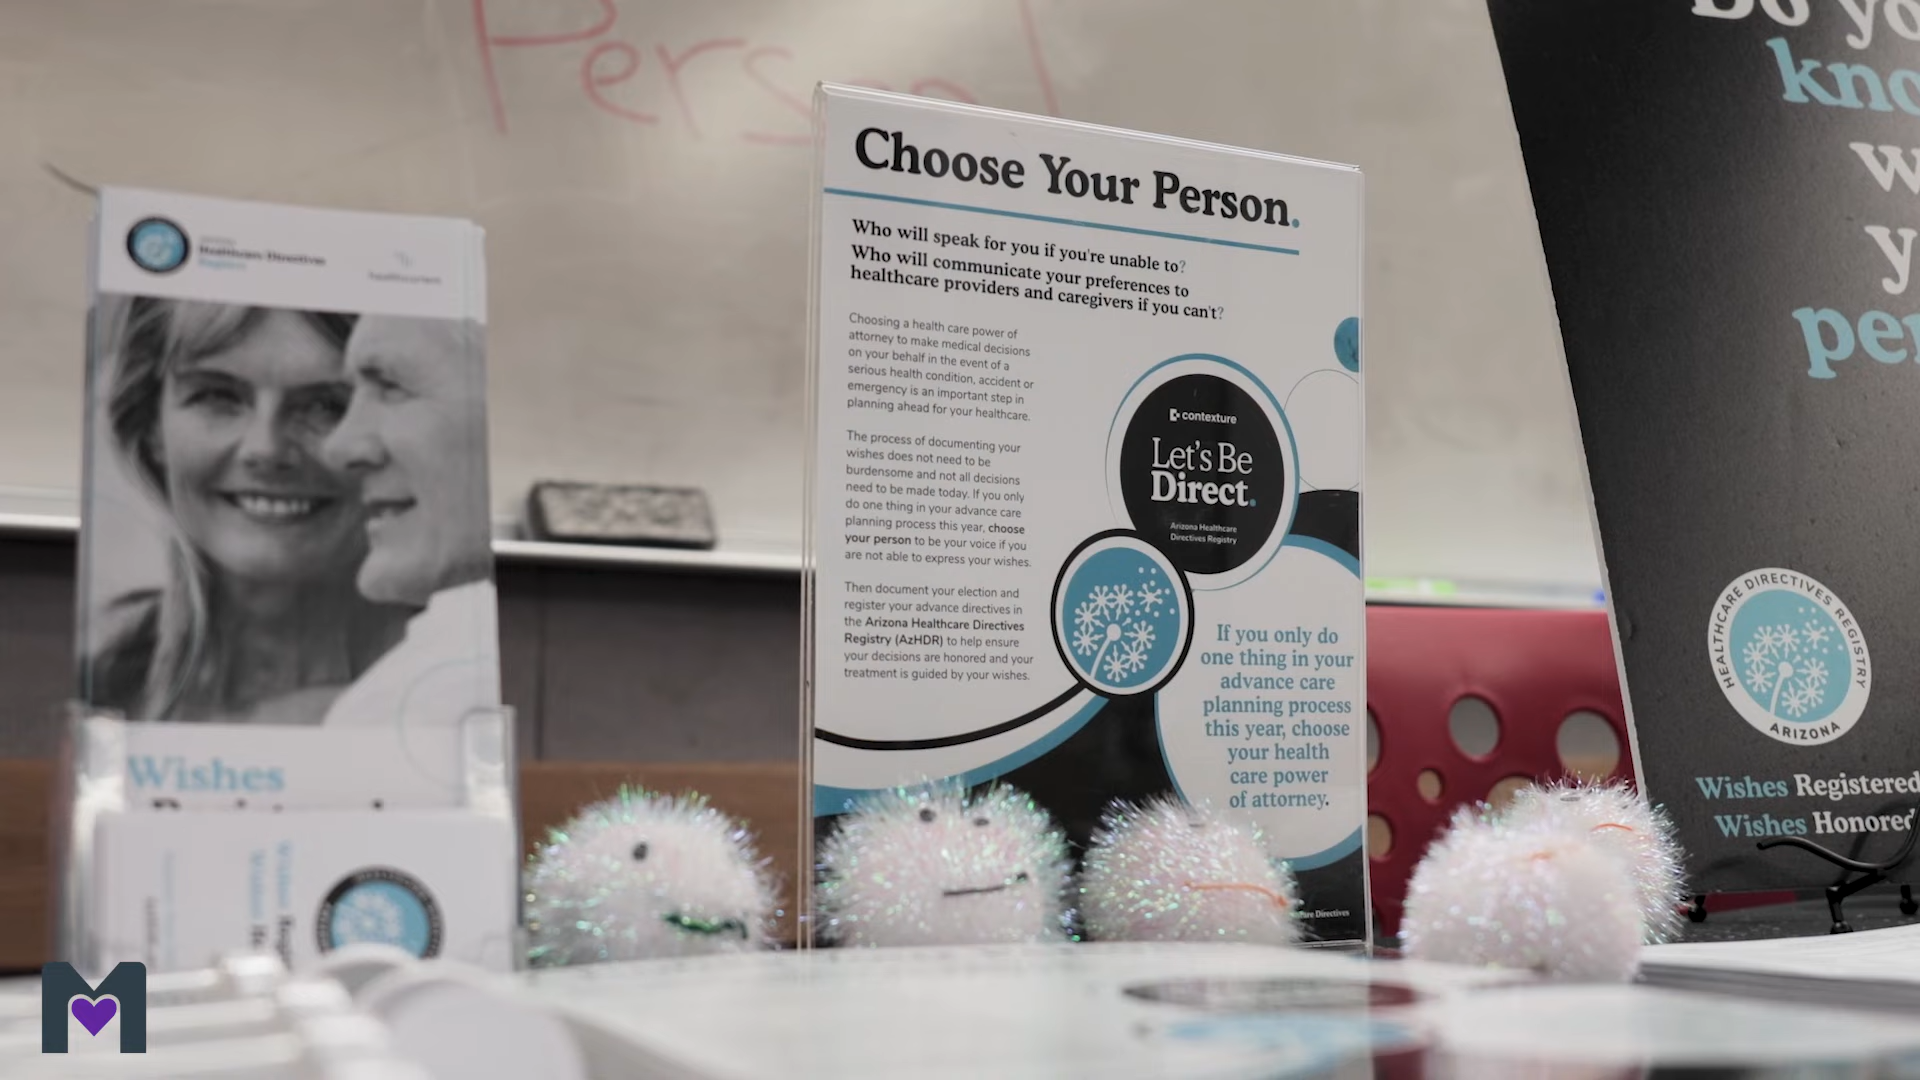 Person!
Healthcare Directives
Registry
Wishes
Choose Your Person.
Who will speak for you if you're unable to?
Who will communicate your preferences to
healthcare providers and caregivers if you can't?
Choosing a health care power of
attorney to make medical decisions
on your behalf in the event of a
serious health condition, accident or
emergency is an important step in
planning ahead for your healthcare.
The process of documenting your
wishes does not need to be
burdensome and not all decisions
need to be made today. If you only
do one thing in your advance care
planning process this year, choose
your person to be your voice if you
are not able to express your wishes.
Then document your election and
register your advance directives in
the Arizona Healthcare Directives
Registry (AzHDR) to help ensure
your decisions are honored and your
treatment is guided by your wishes.
contexture
Let's Be
Direct.
Arizona Healthcare
Directives Registry
If you only do
one thing in your
advance care
planning process
this year, choose
your health
care power
of attorney.
Directives
Do yo
kno
w
y
per
HEALTHCARE DIRECTIVES REGISTRY
ARIZONA
Wishes Registered
Wishes Honored
M